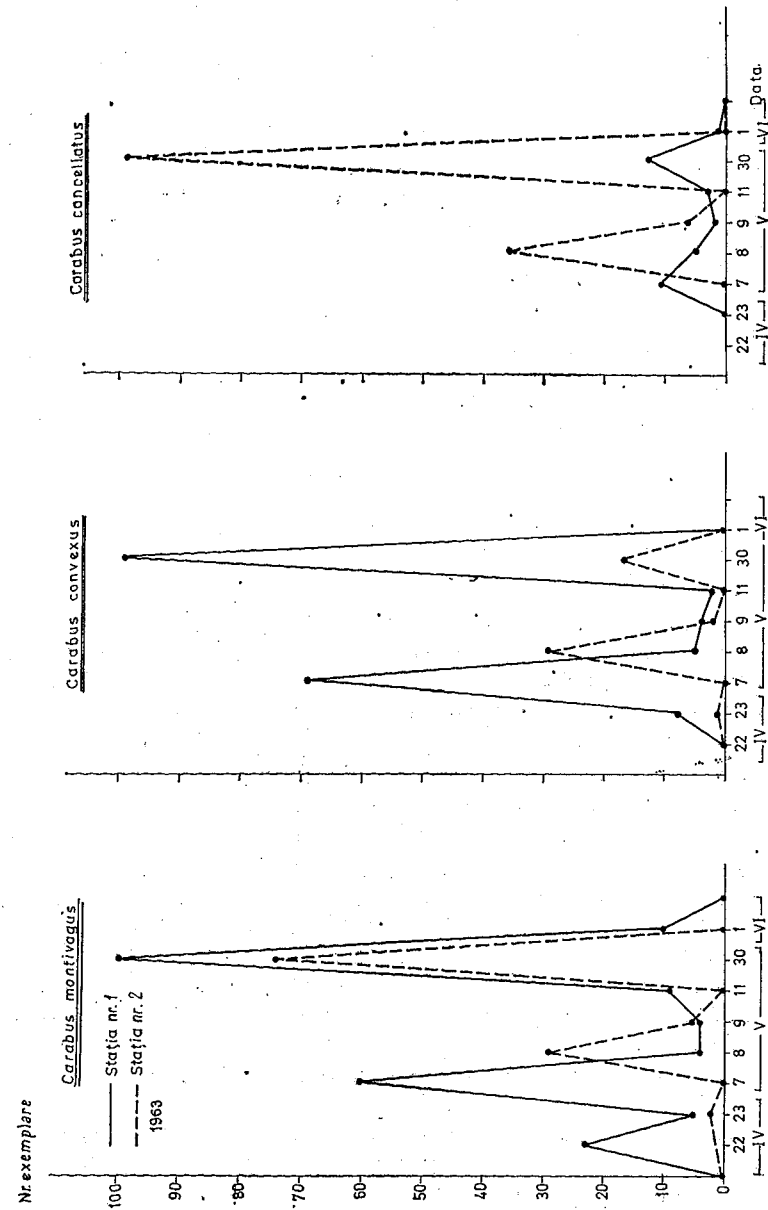 Nr. exemplare
Carabus montivagus
Stația nr. 1
Stația nr. 2
1963
100
90
80
70
60
50
40
30
20
10
0
22 23 7 8 9 11 30 1
IV V VI
Carabus convexus
22 23 7 8 9 11 30 1
IV V VI
Carabus cancellatus
22 23 7 8 9 11 30 1 Data.
IV V VI